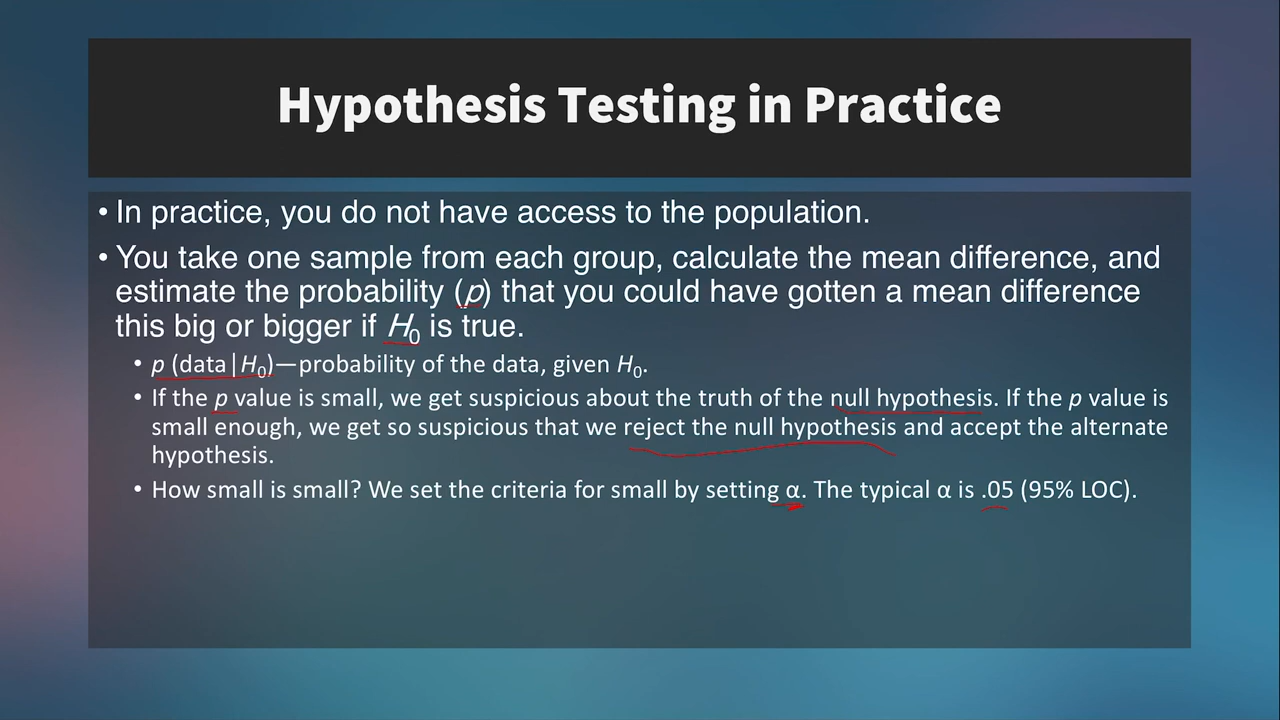 Hypothesis Testing in Practice
• In practice, you do not have access to the population.
• You take one sample from each group, calculate the mean difference, and
estimate the probability (p) that you could have gotten a mean difference
this big or bigger if H₀ is true.
• p (data|H₀)—probability of the data, given H₀.
• If the p value is small, we get suspicious about the truth of the null hypothesis. If the p value is
small enough, we get so suspicious that we reject the null hypothesis and accept the alternate
hypothesis.
• How small is small? We set the criteria for small by setting α. The typical α is .05 (95% LOC).